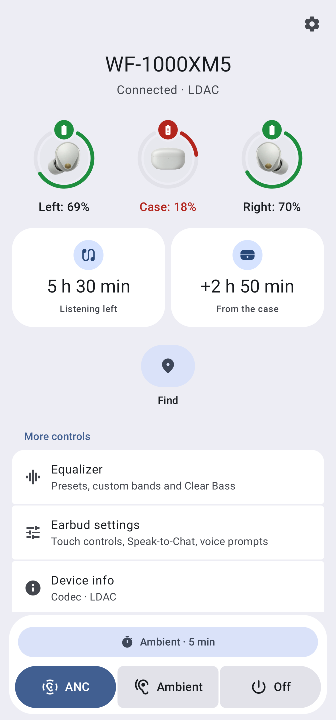 WF-1000XM5
Connected · LDAC
Left: 69%
Case: 18%
Right: 70%
5 h 30 min
Listening left
+2 h 50 min
From the case
Find
More controls
Equalizer
Presets, custom bands and Clear Bass
Earbud settings
Touch controls, Speak-to-Chat, voice prompts
Device info
Codec · LDAC
Ambient · 5 min
ANC
Ambient
Off